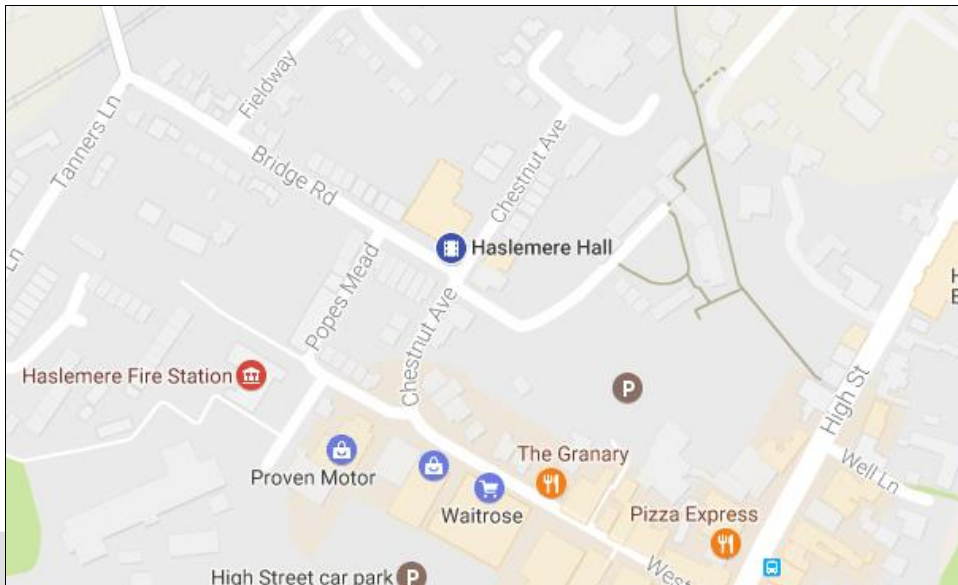 Fieldway
Tanners Ln
Bridge Rd
Chestnut Ave
Haslemere Hall
Ln
Popes Mead
H
E
Chestnut Ave
Haslemere Fire Station
P
High St
The Granary
Well Ln
Proven Motor
Waitrose
Pizza Express
West
High Street car park P